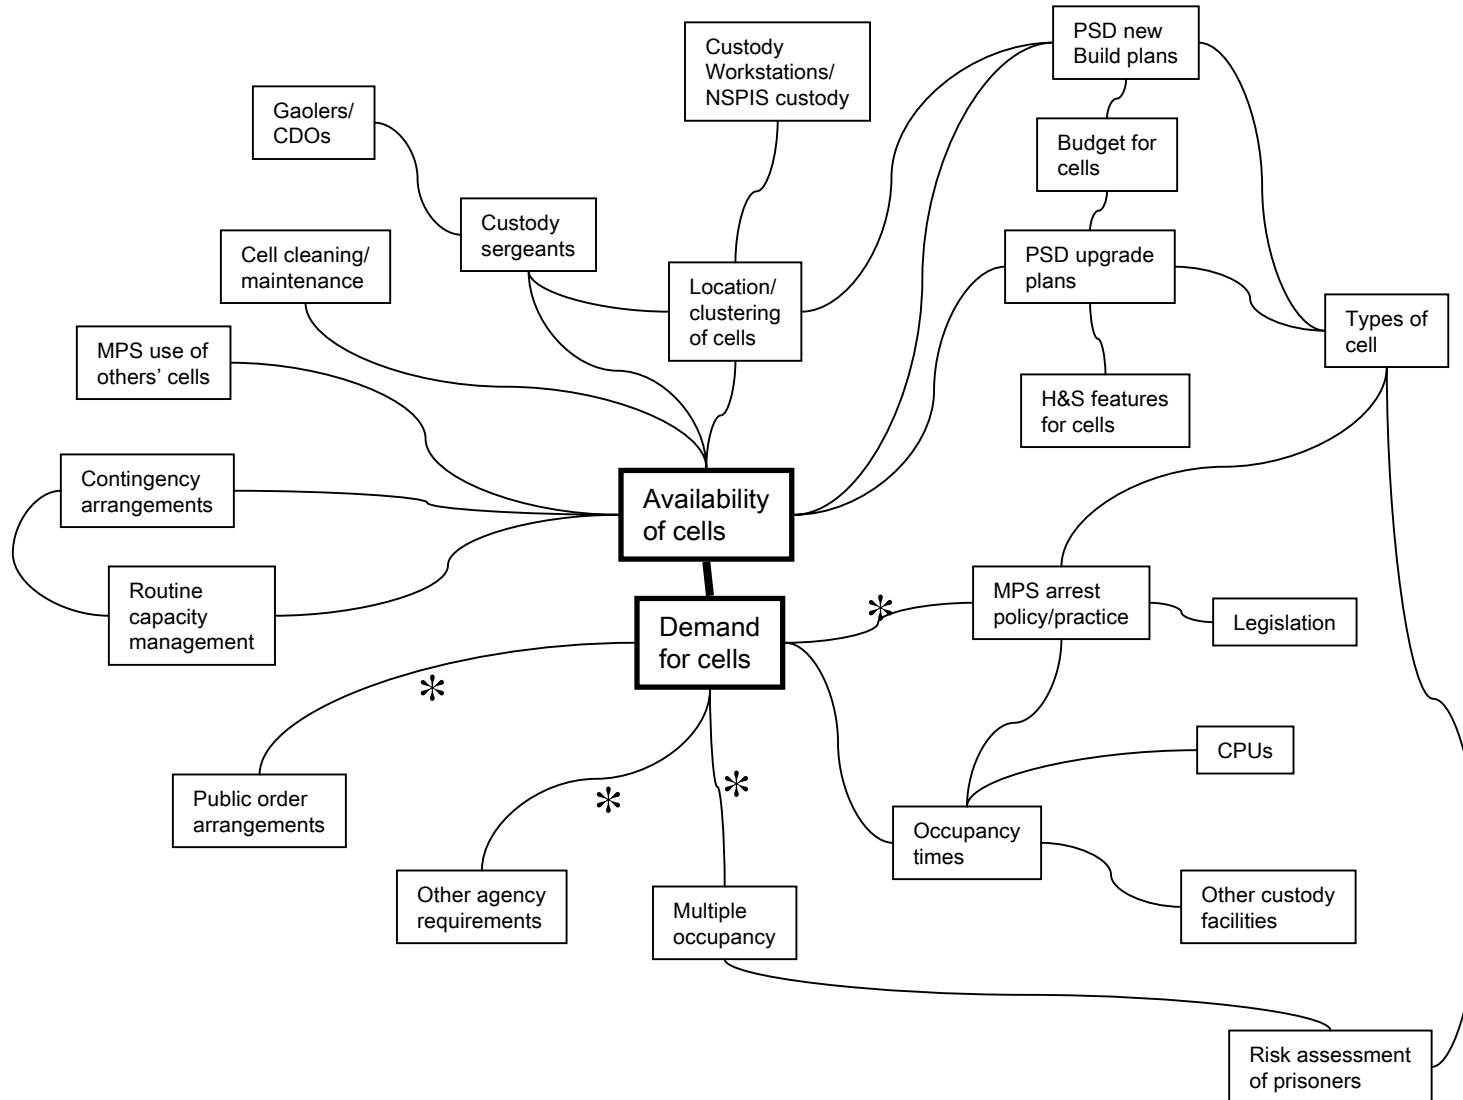 PSD new
Build plans
Custody
Workstations/
NSPIS custody
Gaolers/
CDOs
Budget for
cells
Custody
sergeants
Cell cleaning/
maintenance
PSD upgrade
plans
Location/
clustering
of cells
Types of
cell
MPS use of
others’ cells
H&S features
for cells
Contingency
arrangements
Availability
of cells
Routine
capacity
management
MPS arrest
policy/practice
Legislation
Demand
for cells
*
*
*
*
CPUs
Public order
arrangements
Occupancy
times
Other agency
requirements
Multiple
occupancy
Other custody
facilities
Risk assessment
of prisoners